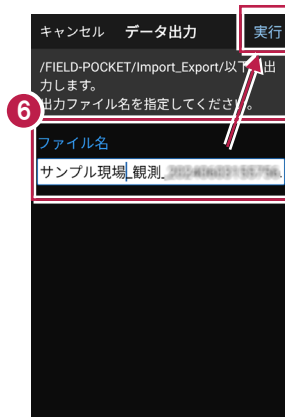 キャンセル データ出力 実行
/FIELD-POCKET/Import_Export/以下 出
力します。
出力ファイル名を指定してください。
6
ファイル名
サンプル現場_観測_